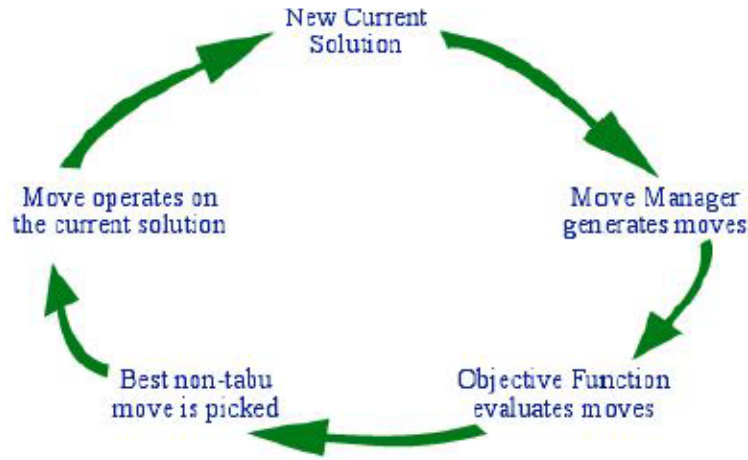 New Current
Solution
Move Manager
generates moves
Objective Function
evaluates moves
Best non-tabu
move is picked
Move operates on
the current solution